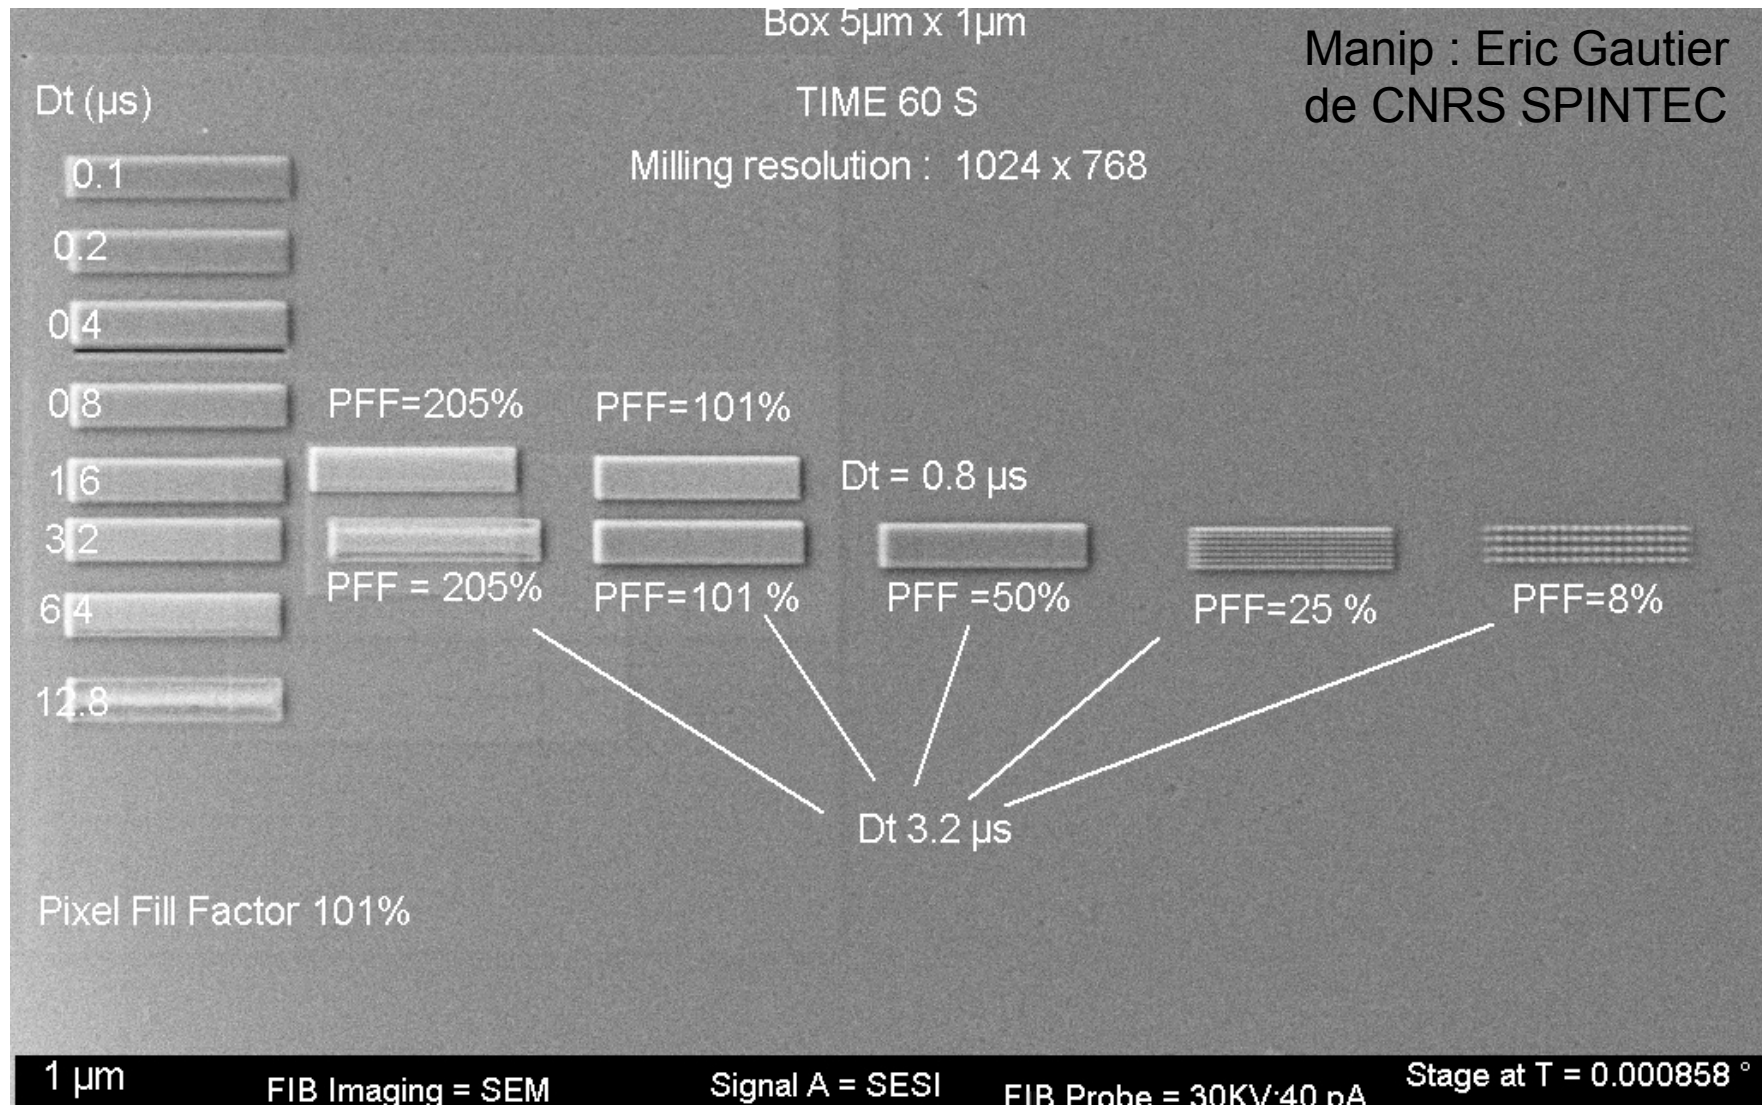 Box 5µm x 1µm
Manip : Eric Gautier
de CNRS SPINTEC
Dt (µs)
TIME 60 S
Milling resolution : 1024 x 768
0.1
0.2
0.4
0.8
PFF=205%
PFF=101%
1.6
Dt = 0.8 µs
3.2
PFF = 205%
PFF=101 %
PFF =50%
PFF=25 %
PFF=8%
6.4
12.8
Dt 3.2 µs
Pixel Fill Factor 101%
1 µm
FIB Imaging = SEM
Signal A = SESI
FIB Probe = 30KV:40 pA
Stage at T = 0.000858 °